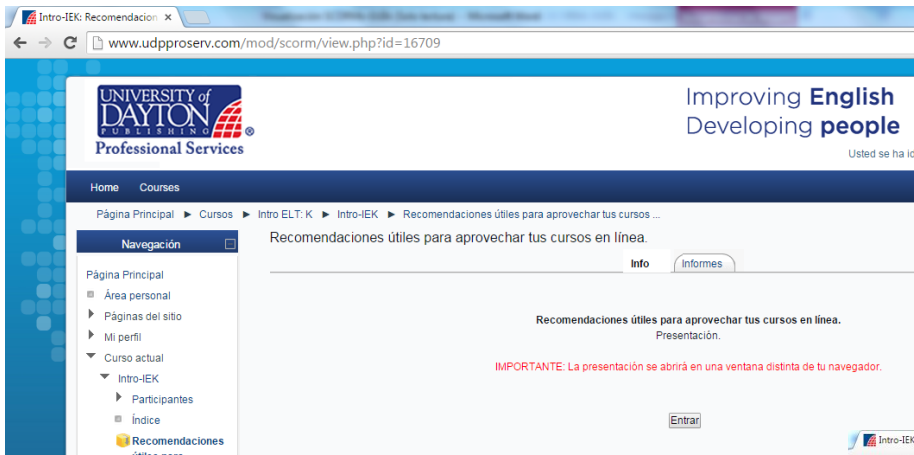 Intro-IEK: Recomendacion
www.udpproserv.com/mod/scorm/view.php?id=16709
UNIVERSITY of
DAYTON
PUBLISHING
Professional Services
Improving English
Developing people
Usted se ha id
Home Courses
Página Principal ► Cursos ► Intro ELT: K ► Intro-IEK ► Recomendaciones útiles para aprovechar tus cursos ...
Navegación
Recomendaciones útiles para aprovechar tus cursos en línea.
Info Informes
Página Principal
Área personal
Páginas del sitio
Mi perfil
Curso actual
Intro-IEK
Participantes
Índice
Recomendaciones
útiles para
Recomendaciones útiles para aprovechar tus cursos en línea.
Presentación.
IMPORTANTE: La presentación se abrirá en una ventana distinta de tu navegador.
Entrar
Intro-IEK